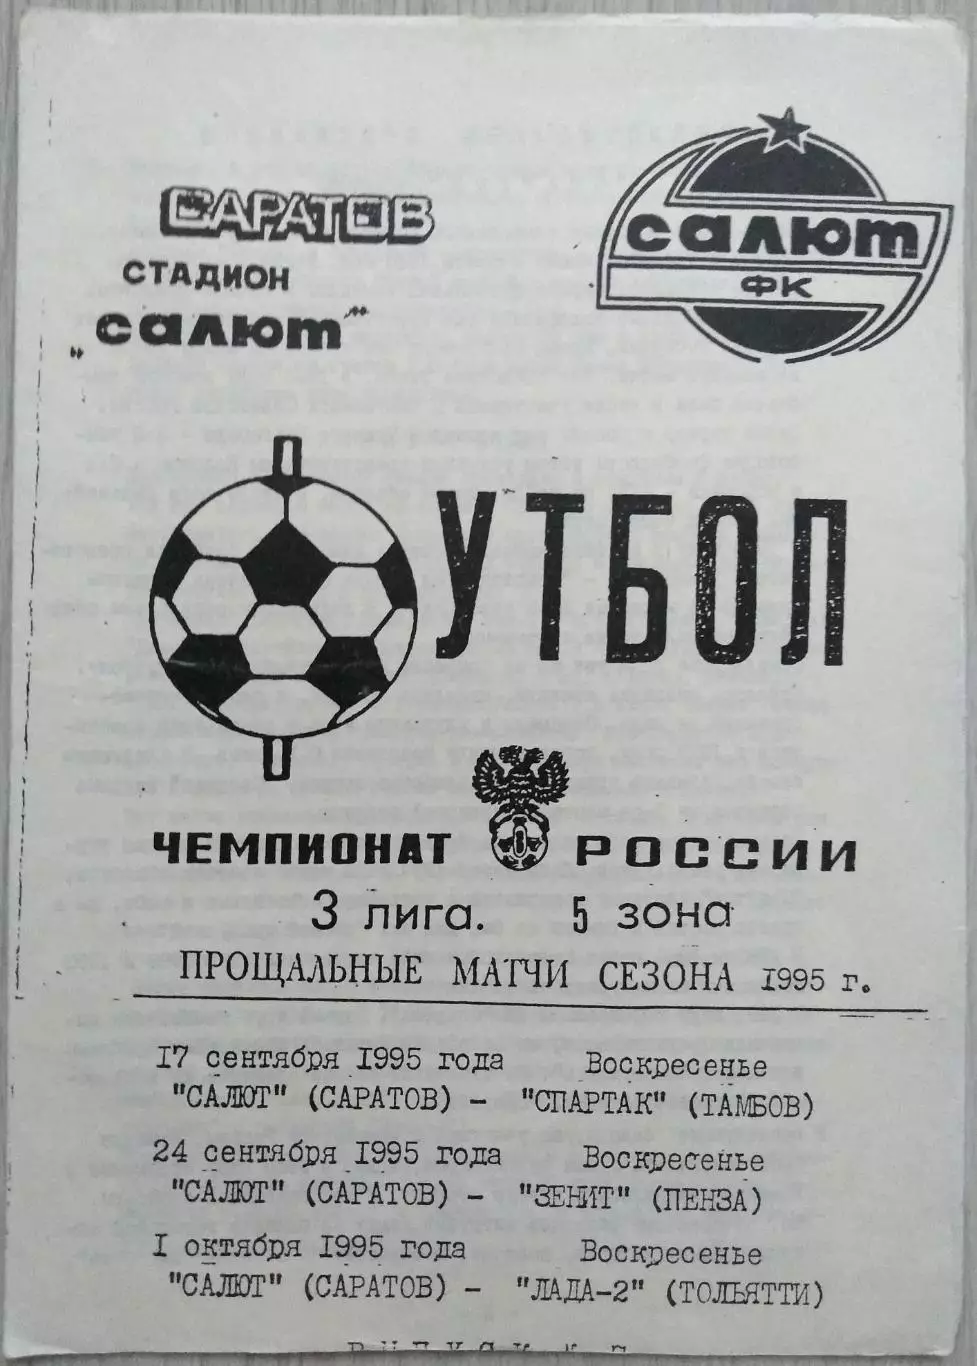 САРАТОВ
СТАДИОН
„салют”
салют
ФК
ФУТБОЛ
ЧЕМПИОНАТ РОССИИ
3 лига. 5 зона
ПРОЩАЛЬНЫЕ МАТЧИ СЕЗОНА 1995 г.
17 сентября 1995 года Воскресенье
"САЛЮТ" (САРАТОВ) - "СПАРТАК" (ТАМБОВ)
24 сентября 1995 года Воскресенье
"САЛЮТ" (САРАТОВ) - "ЗЕНИТ" (ПЕНЗА)
I октября 1995 года Воскресенье
"САЛЮТ" (САРАТОВ) - "ЛАДА-2" (ТОЛЬЯТТИ)